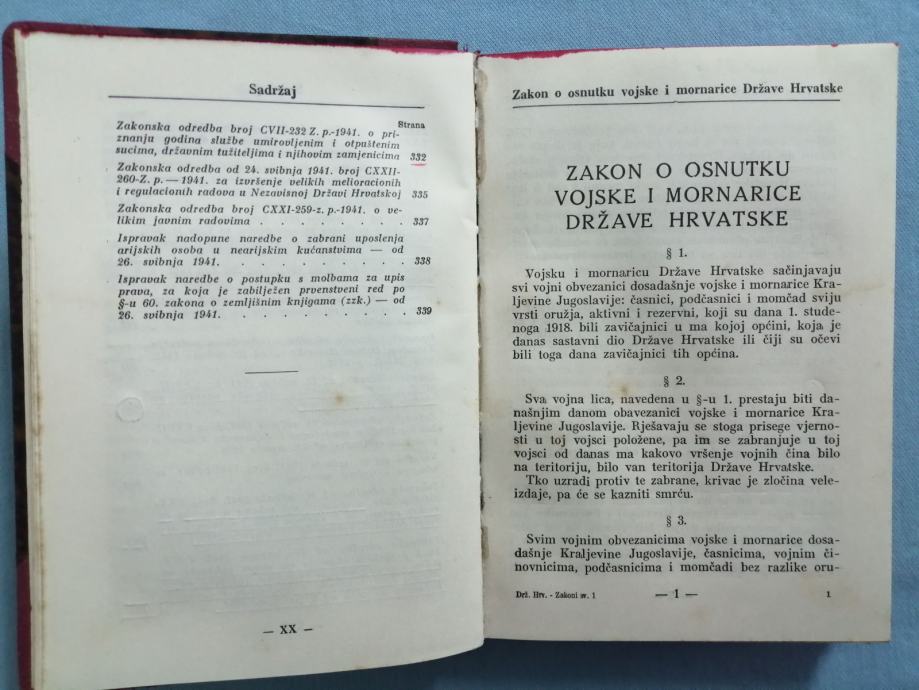 Sadržaj
Strana
Zakonska odredba broj CVII-232 Z. p.-1941. o pri-
znanju godina službe umirovljenim i otpuštenim
sucima, državnim tužiteljima i njihovim zamjenicima 332
Zakonska odredba od 24. svibnja 1941. broj CXXII-
260-Z. p. — 1941. za izvršenje velikih melioracionih
i regulacionih radova u Nezavisnoj Državi Hrvatskoj 335
Zakonska odredba broj CXXI-259-z. p.-1941. o ve-
likim javnim radovima . . . . . . . . 337
Ispravak nadopune naredbe o zabrani uposlenja
arijskih osoba u nearijskim kućanstvima — od
26. svibnja 1941. . . . . . . . . . 338
Ispravak naredbe o postupku s molbama za upis
prava, za koja je zabilježen prvenstveni red po
§-u 60. zakona o zemljišnim knjigama (zzk.) — od
26. svibnja 1941. . . . . . . . . . 339
— XX —
Zakon o osnutku vojske i mornarice Države Hrvatske
ZAKON O OSNUTKU
VOJSKE I MORNARICE
DRŽAVE HRVATSKE
§ 1.
Vojsku i mornaricu Države Hrvatske sačinjavaju
svi vojni obvezanici dosadašnje vojske i mornarice Kra-
ljevine Jugoslavije: časnici, podčasnici i momčad sviju
vrsti oružja, aktivni i rezervni, koji su dana 1. stude-
noga 1918. bili zavičajnici u ma kojoj općini, koja je
danas sastavni dio Države Hrvatske ili čiji su očevi
bili toga dana zavičajnici tih općina.
§ 2.
Sva vojna lica, navedena u §-u 1. prestaju biti da-
našnjim danom obavezanici vojske i mornarice Kra-
ljevine Jugoslavije. Rješavaju se stoga prisege vjerno-
sti u toj vojsci položene, pa im se zabranjuje u toj
vojsci od danas ma kakovo vršenje vojnih čina bilo
na teritoriju, bilo van teritorija Države Hrvatske.
Tko uzradi protiv te zabrane, krivac je zločina vele-
izdaje, pa će se kazniti smrću.
§ 3.
Svim vojnim obvezanicima vojske i mornarice dosa-
dašnje Kraljevine Jugoslavije, časnicima, vojnim či-
novnicima, podčasnicima i momčadi bez razlike oru-
Drž. Hrv. - Zakoni sv. 1 — 1 — 1